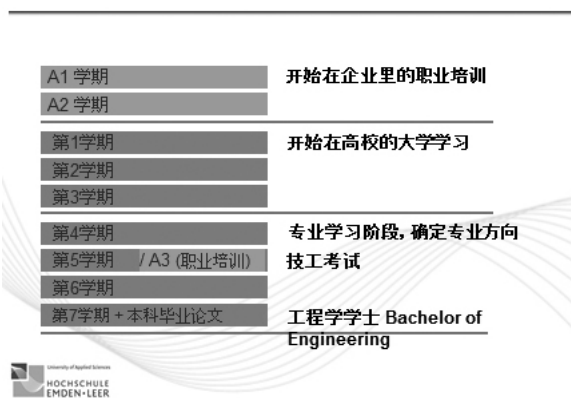 A1 学期 开始在企业里的职业培训
A2 学期
第1学期 开始在高校的大学学习
第2学期
第3学期
第4学期 专业学习阶段,确定专业方向
第5学期 / A3 (职业培训) 技工考试
第6学期
第7学期 + 本科毕业论文 工程学学士 Bachelor of
Engineering
University of Applied Sciences
HOCHSCHULE
EMDEN•LEER